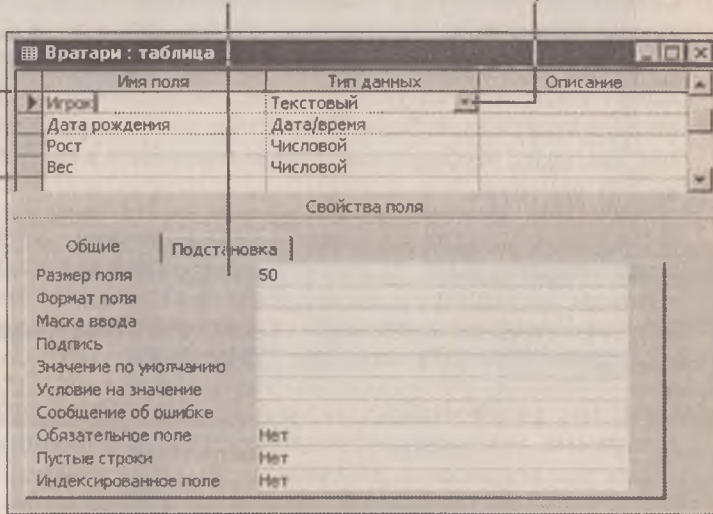 Вратари : таблица
Имя поля Тип данных Описание
Игрок Текстовый
Дата рождения Дата/время
Рост Числовой
Вес Числовой
Свойства поля
Общие Подстановка
Размер поля 50
Формат поля
Маска ввода
Подпись
Значение по умолчанию
Условие на значение
Сообщение об ошибке
Обязательное поле Нет
Пустые строки Нет
Индексированное поле Нет